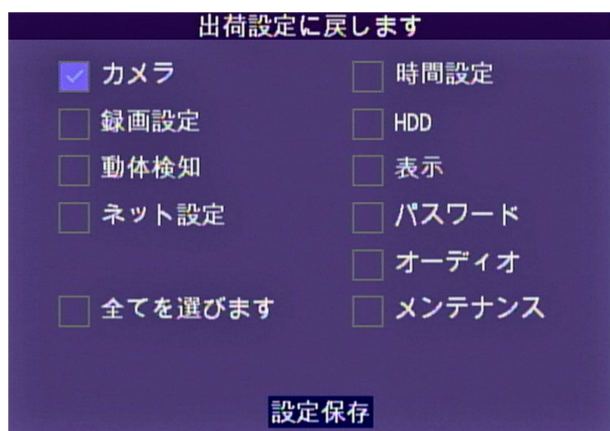 出荷設定に戻します
カメラ
時間設定
録画設定
HDD
動体検知
表示
ネット設定
パスワード
オーディオ
全てを選びます
メンテナンス
設定保存